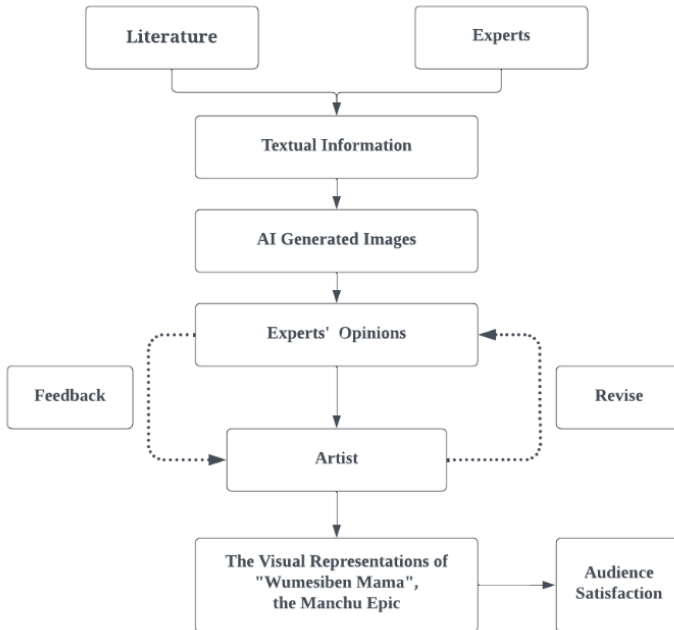 Literature
Experts
Textual Information
AI Generated Images
Experts' Opinions
Feedback
Revise
Artist
The Visual Representations of
"Wumesiben Mama",
the Manchu Epic
Audience
Satisfaction